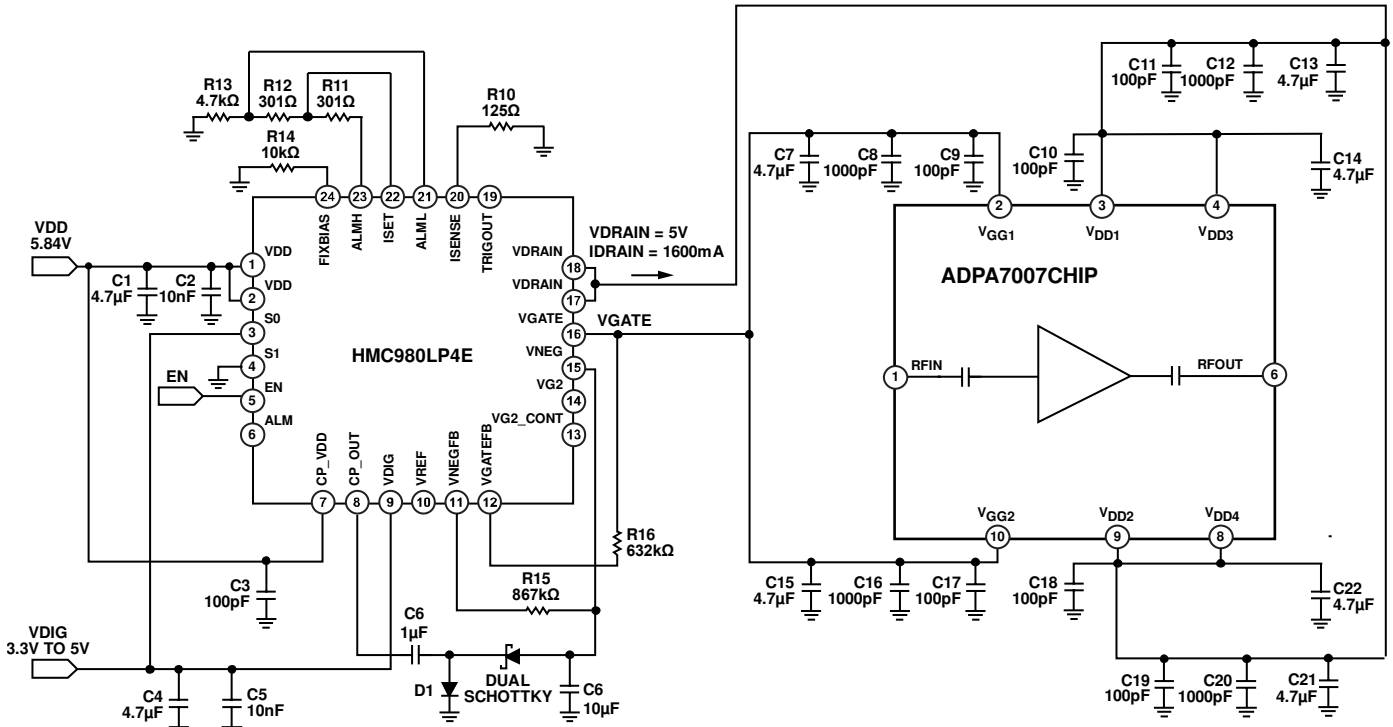 R13
4.7kΩ
R12
301Ω
R11
301Ω
R14
10kΩ
R10
125Ω
24
23
22
21
20
19
FIXBIAS
ALMH
ISET
ALML
ISENSE
TRIGOUT
VDD
5.84V
C1
4.7µF
C2
10nF
1
VDD
2
VDD
3
S0
4
S1
EN
5
EN
6
ALM
HMC980LP4E
VDRAIN
18
VDRAIN
17
VGATE
16
VNEG
15
VG2
14
VG2_CONT
13
VDRAIN = 5V
IDRAIN = 1600mA
VGATE
CP_VDD
CP_OUT
VDIG
VREF
VNEGFB
VGATEFB
7
8
9
10
11
12
C3
100pF
VDIG
3.3V TO 5V
C4
4.7µF
C5
10nF
C6
1µF
D1
DUAL
SCHOTTKY
C6
10µF
R15
867kΩ
R16
632kΩ
C7
4.7µF
C8
1000pF
C9
100pF
C10
100pF
C11
100pF
C12
1000pF
C13
4.7µF
C14
4.7µF
2
3
4
VGG1
VDD1
VDD3
ADPA7007CHIP
1
RFIN
RFOUT
6
VGG2
VDD2
VDD4
10
9
8
C15
4.7µF
C16
1000pF
C17
100pF
C18
100pF
C22
4.7µF
C19
100pF
C20
1000pF
C21
4.7µF